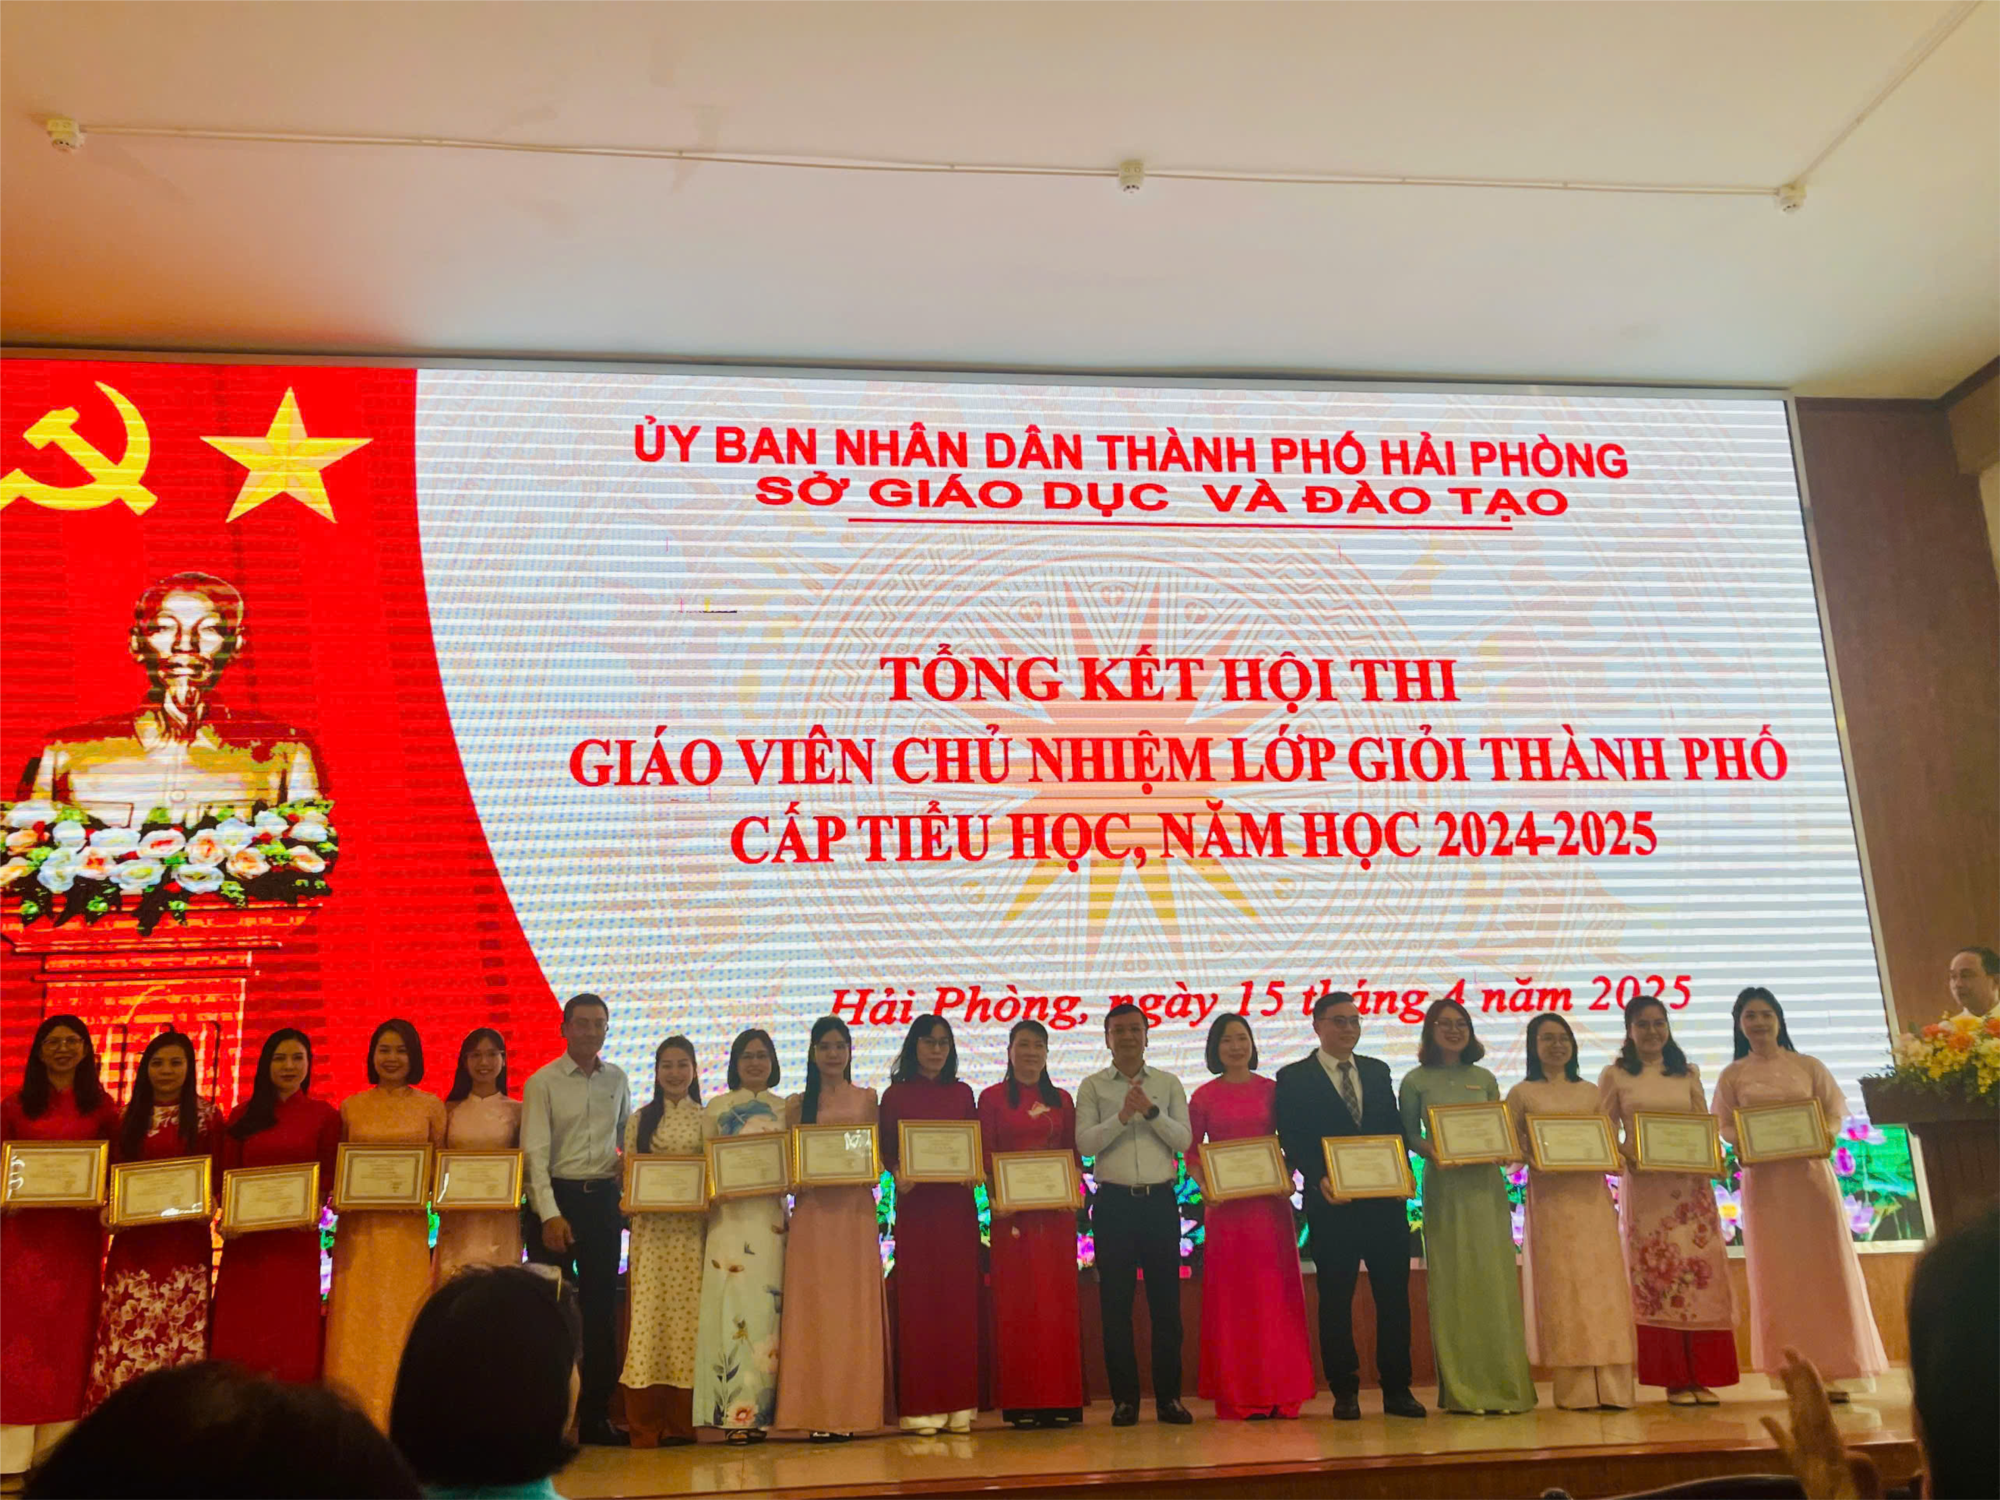 ỦY BAN NHÂN DÂN THÀNH PHỐ HẢI PHÒNG
SỞ GIÁO DỤC VÀ ĐÀO TẠO
TỔNG KẾT HỘI THI
GIÁO VIÊN CHỦ NHIỆM LỚP GIỎI THÀNH PHỐ
CẤP TIỂU HỌC, NĂM HỌC 2024-2025
Hải Phòng, ngày 15 tháng 4 năm 2025